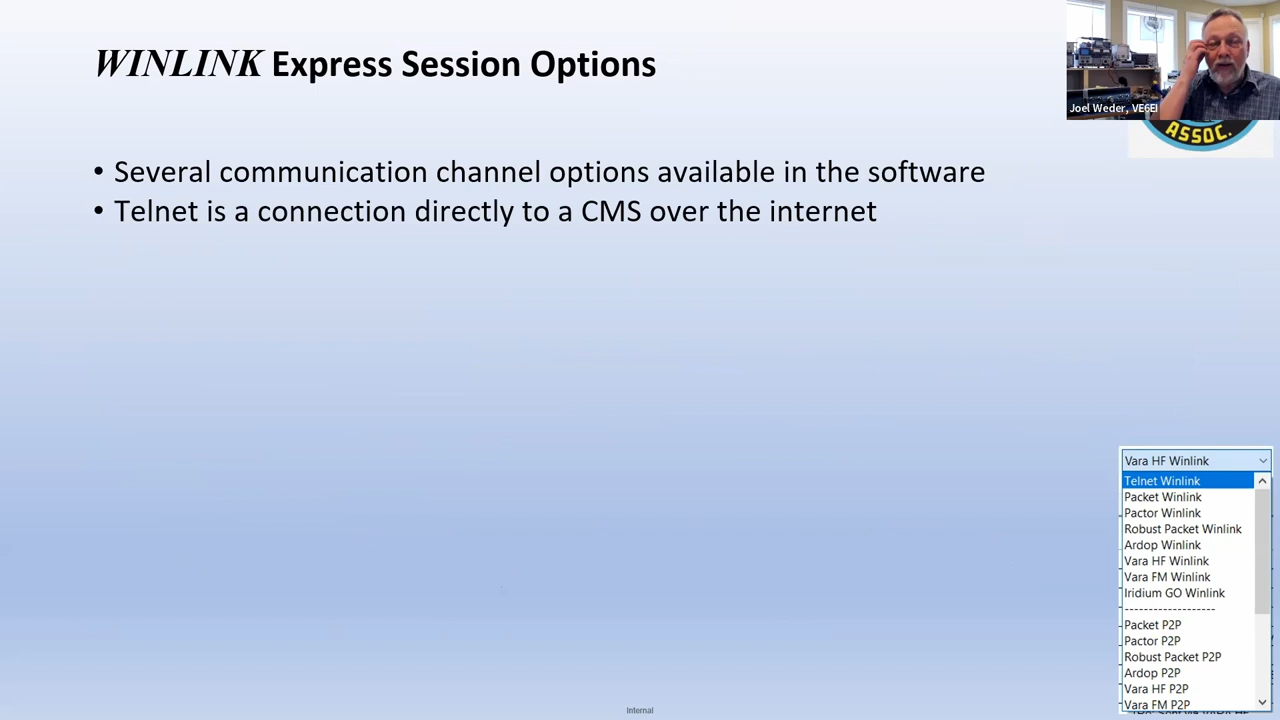 WINLINK Express Session Options
Joel Weder, VE6EI
ASSOC.
• Several communication channel options available in the software
• Telnet is a connection directly to a CMS over the internet
Vara HF Winlink
Telnet Winlink
Packet Winlink
Pactor Winlink
Robust Packet Winlink
Ardop Winlink
Vara HF Winlink
Vara FM Winlink
Iridium GO Winlink
-------------------
Packet P2P
Pactor P2P
Robust Packet P2P
Ardop P2P
Vara HF P2P
Vara FM P2P
Internal